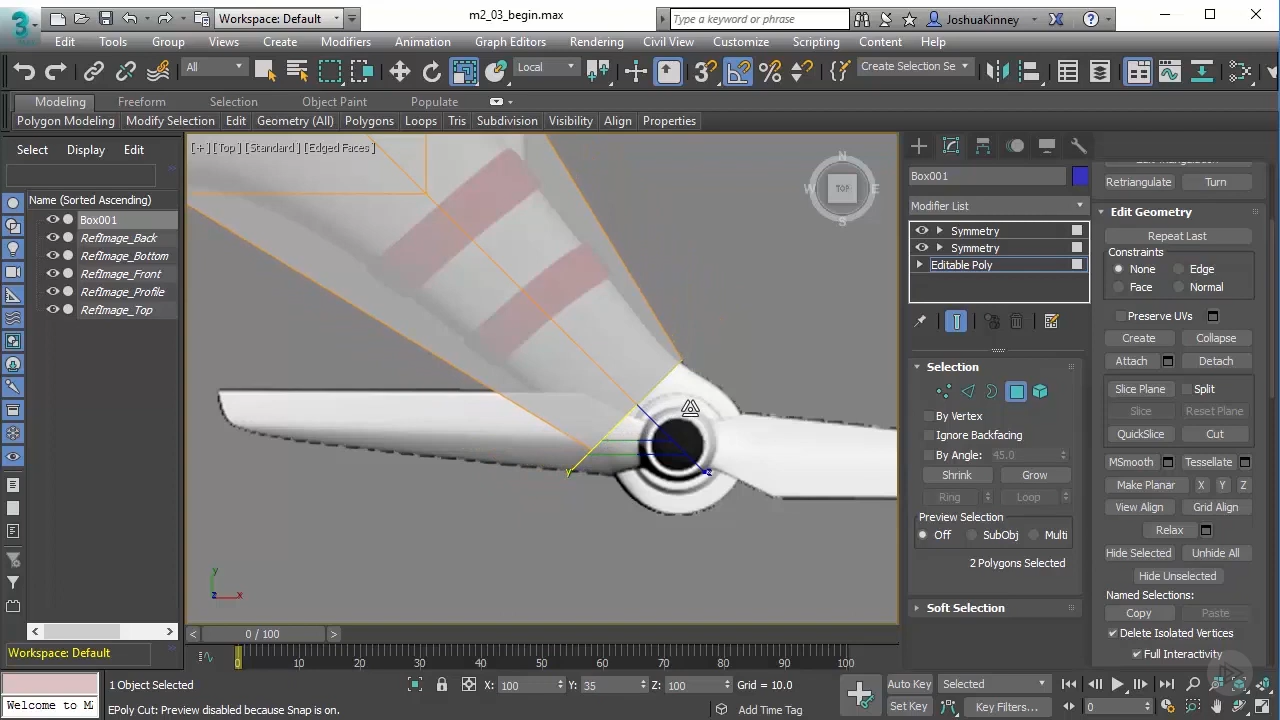 3
Workspace: Default
m2_03_begin.max
Type a keyword or phrase
JoshuaKinney
Edit Tools Group Views Create Modifiers Animation Graph Editors Rendering Civil View Customize Scripting Content Help
All
Local
Create Selection Se
Modeling Freeform Selection Object Paint Populate
Polygon Modeling Modify Selection Edit Geometry (All) Polygons Loops Tris Subdivision Visibility Align Properties
Select Display Edit
Name (Sorted Ascending)
Box001
RefImage_Back
RefImage_Bottom
RefImage_Front
RefImage_Profile
RefImage_Top
Workspace: Default
[ + ] [ Top ] [ Standard ] [ Edged Faces ]
N
W TOP E
S
y
z
y
z x
Box001
Modifier List
Symmetry
Symmetry
Editable Poly
Selection
By Vertex
Ignore Backfacing
By Angle: 45.0
Shrink Grow
Ring Loop
Preview Selection
Off SubObj Multi
2 Polygons Selected
Soft Selection
Retriangulate Turn
Edit Geometry
Repeat Last
Constraints
None Edge
Face Normal
Preserve UVs
Create Collapse
Attach Detach
Slice Plane Split
Slice Reset Plane
QuickSlice Cut
MSmooth Tessellate
Make Planar X Y Z
View Align Grid Align
Relax
Hide Selected Unhide All
Hide Unselected
Named Selections:
Copy Paste
Delete Isolated Vertices
Full Interactivity
0 / 100
0 10 20 30 40 50 60 70 80 90 100
1 Object Selected
X: 100 Y: 35 Z: 100 Grid = 10.0
Auto Key Selected
Welcome to M
EPoly Cut: Preview disabled because Snap is on.
Add Time Tag
Set Key Key Filters...
0